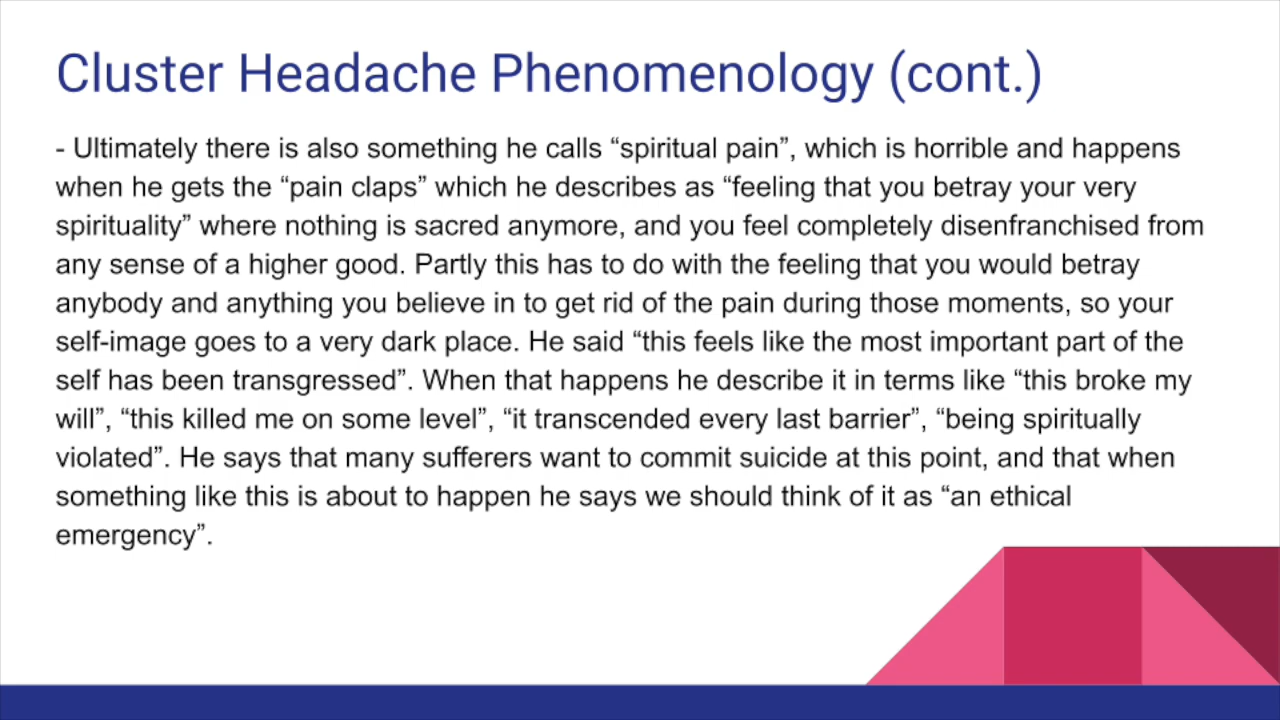 Cluster Headache Phenomenology (cont.)
- Ultimately there is also something he calls “spiritual pain”, which is horrible and happens
when he gets the “pain claps” which he describes as “feeling that you betray your very
spirituality” where nothing is sacred anymore, and you feel completely disenfranchised from
any sense of a higher good. Partly this has to do with the feeling that you would betray
anybody and anything you believe in to get rid of the pain during those moments, so your
self-image goes to a very dark place. He said “this feels like the most important part of the
self has been transgressed”. When that happens he describe it in terms like “this broke my
will”, “this killed me on some level”, “it transcended every last barrier”, “being spiritually
violated”. He says that many sufferers want to commit suicide at this point, and that when
something like this is about to happen he says we should think of it as “an ethical
emergency”.